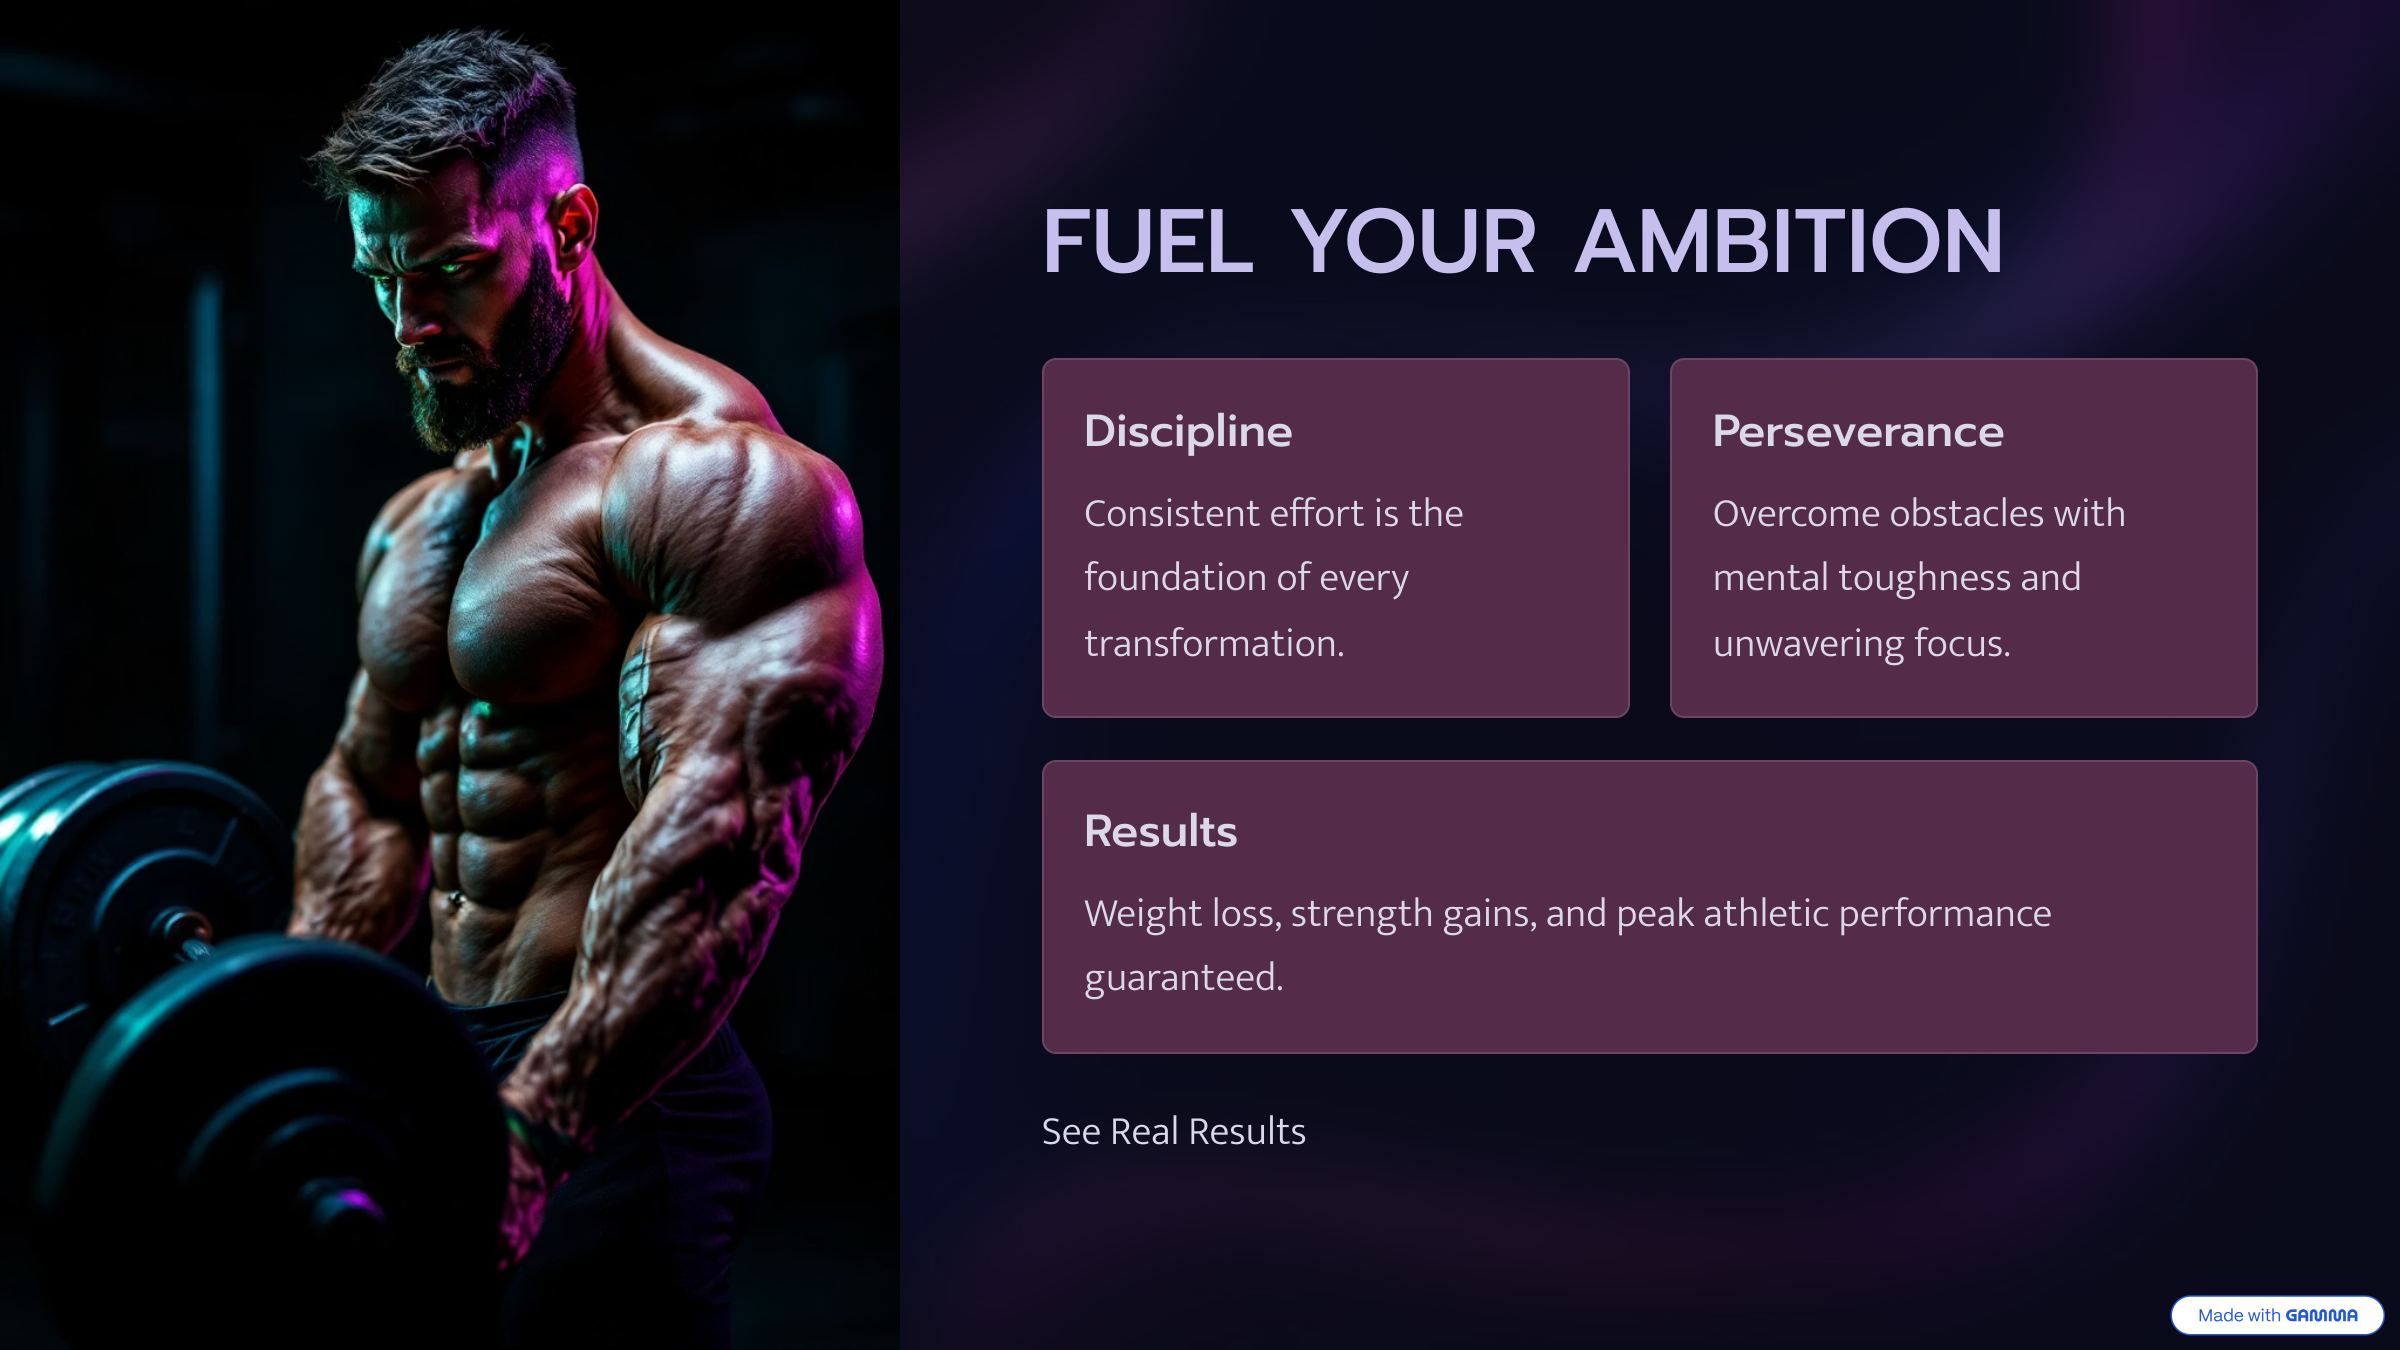 FUEL YOUR AMBITION
Discipline
Consistent effort is the
foundation of every
transformation.
Perseverance
Overcome obstacles with
mental toughness and
unwavering focus.
Results
Weight loss, strength gains, and peak athletic performance
guaranteed.
See Real Results
Made with GAMMA